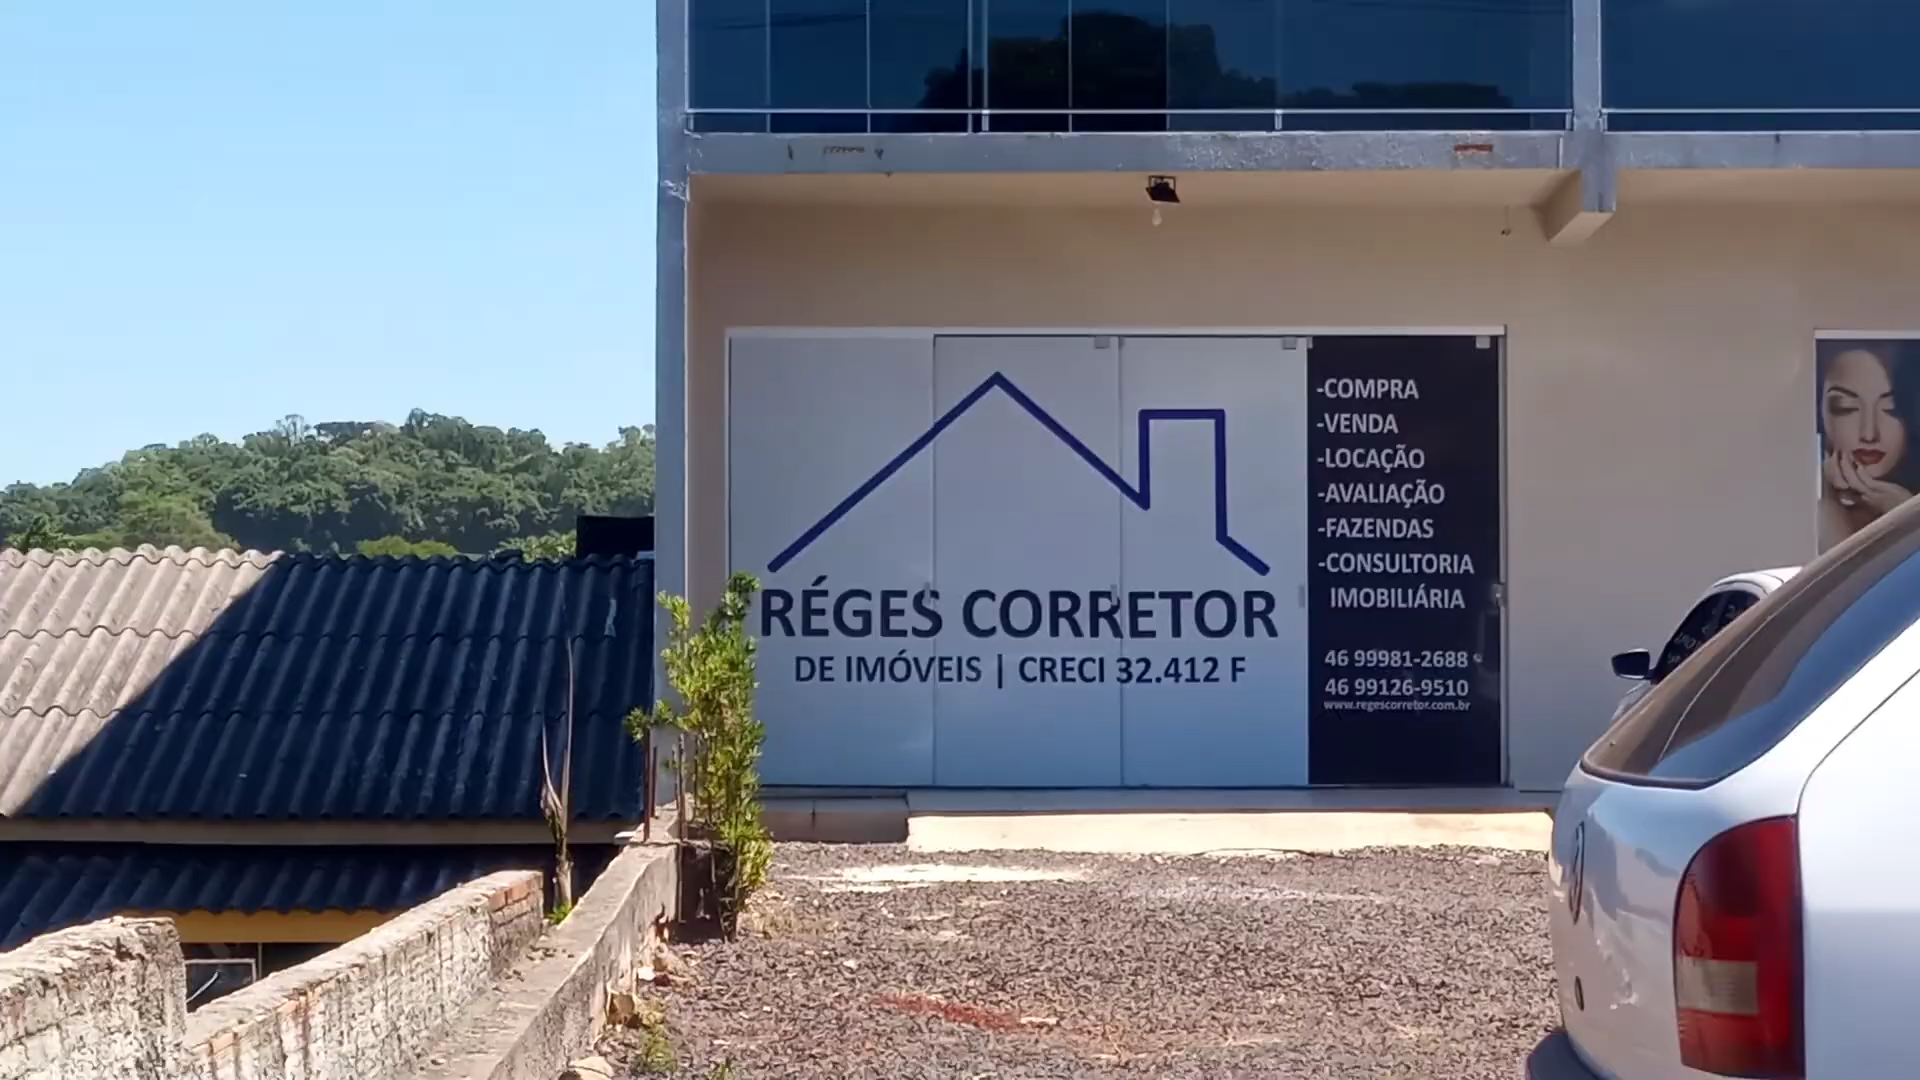 RÉGES CORRETOR
DE IMÓVEIS | CRECI 32.412 F
-COMPRA
-VENDA
-LOCAÇÃO
-AVALIAÇÃO
-FAZENDAS
-CONSULTORIA
IMOBILIÁRIA
46 99981-2688
46 99126-9510
www.regescorretor.com.br